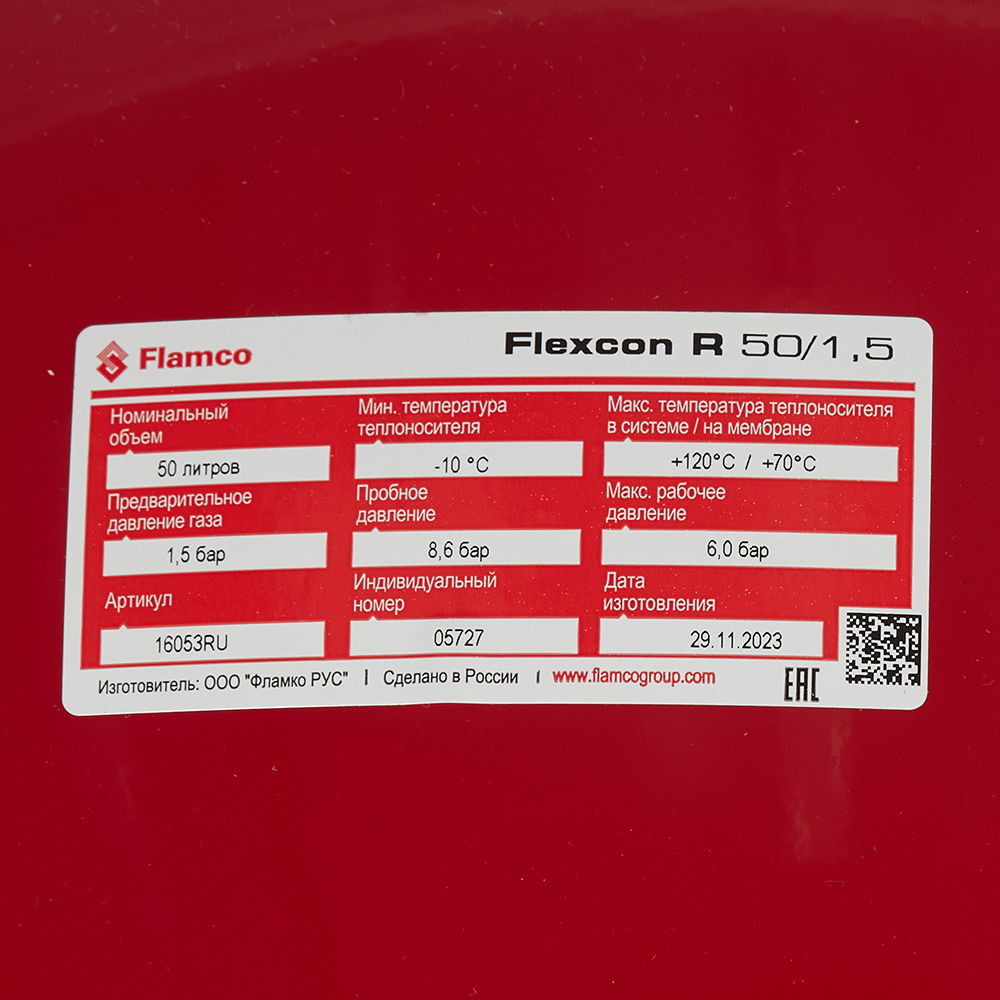 Flamco
Flexcon R 50/1,5
Номинальный
объем
50 литров
Мин. температура
теплоносителя
-10 °C
Макс. температура теплоносителя
в системе / на мембране
+120°C / +70°C
Предварительное
давление газа
1,5 бар
Пробное
давление
8,6 бар
Макс. рабочее
давление
6,0 бар
Артикул
16053RU
Индивидуальный
номер
05727
Дата
изготовления
29.11.2023
Изготовитель: ООО "Фламко РУС" | Сделано в России | www.flamcogroup.com
EAC